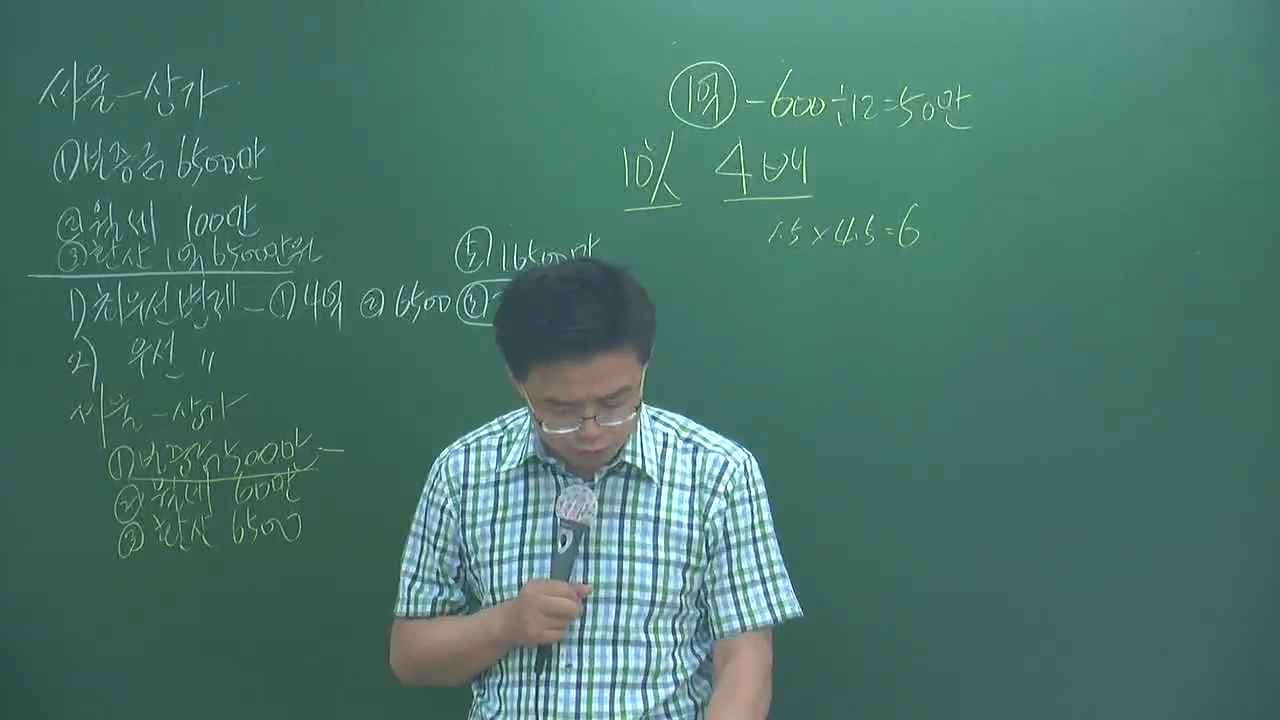 서울-상가
①보증금 6500만
②월세 100만
③환산 1억6500만원
1)최우선변제-①4억 ②6500
⑤16500만
2) 우선 〃
서울-상가
①보증금 500만-
②월세 60만
③환산 6500
1억 -600÷12=50만
10% 4배
1.5×4.5=6